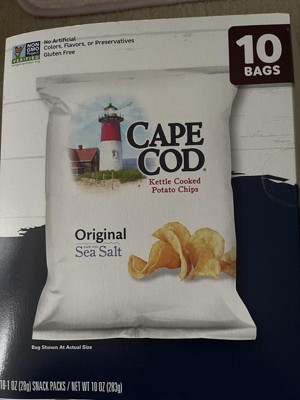 NON
GMO
Project
VERIFIED
No Artificial
Colors, Flavors, or Preservatives
Gluten Free
10
BAGS
CAPE
COD
Kettle Cooked
Potato Chips
Original
Sea Salt
Bag Shown At Actual Size
10-1 OZ (28g) SNACK PACKS / NET WT 10 OZ (283g)